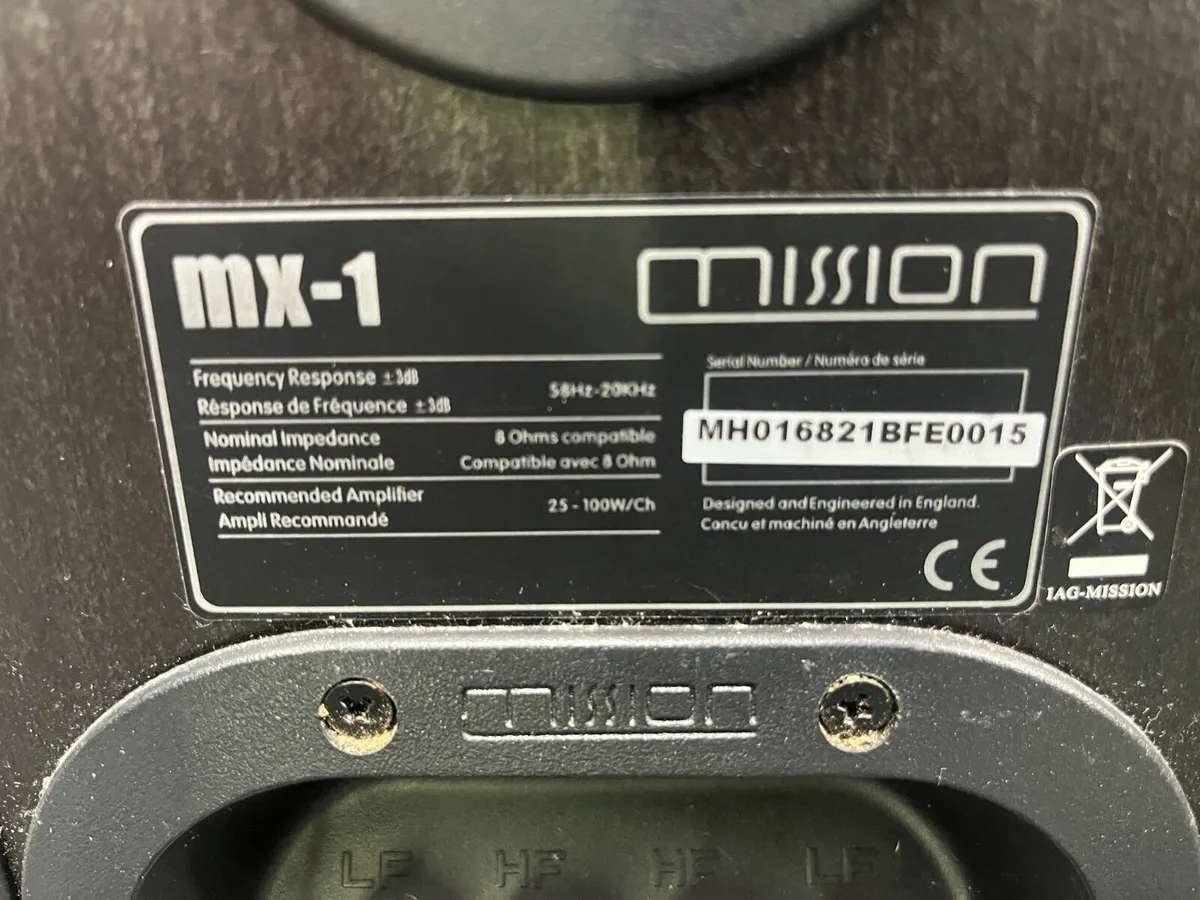 mx-1
mission
Frequency Response ±3dB
Résponse de Fréquence ±3dB
58Hz-20KHz
Nominal Impedance
8 Ohms compatible
Impédance Nominale
Compatible avec 8 Ohm
Recommended Amplifier
25 - 100W/Ch
Ampli Recommandé
Serial Number / Numéro de série
MH016821BFE0015
Designed and Engineered in England.
Concu et machiné en Angleterre
CE
IAG-MISSION
mission
LF HF HF LF